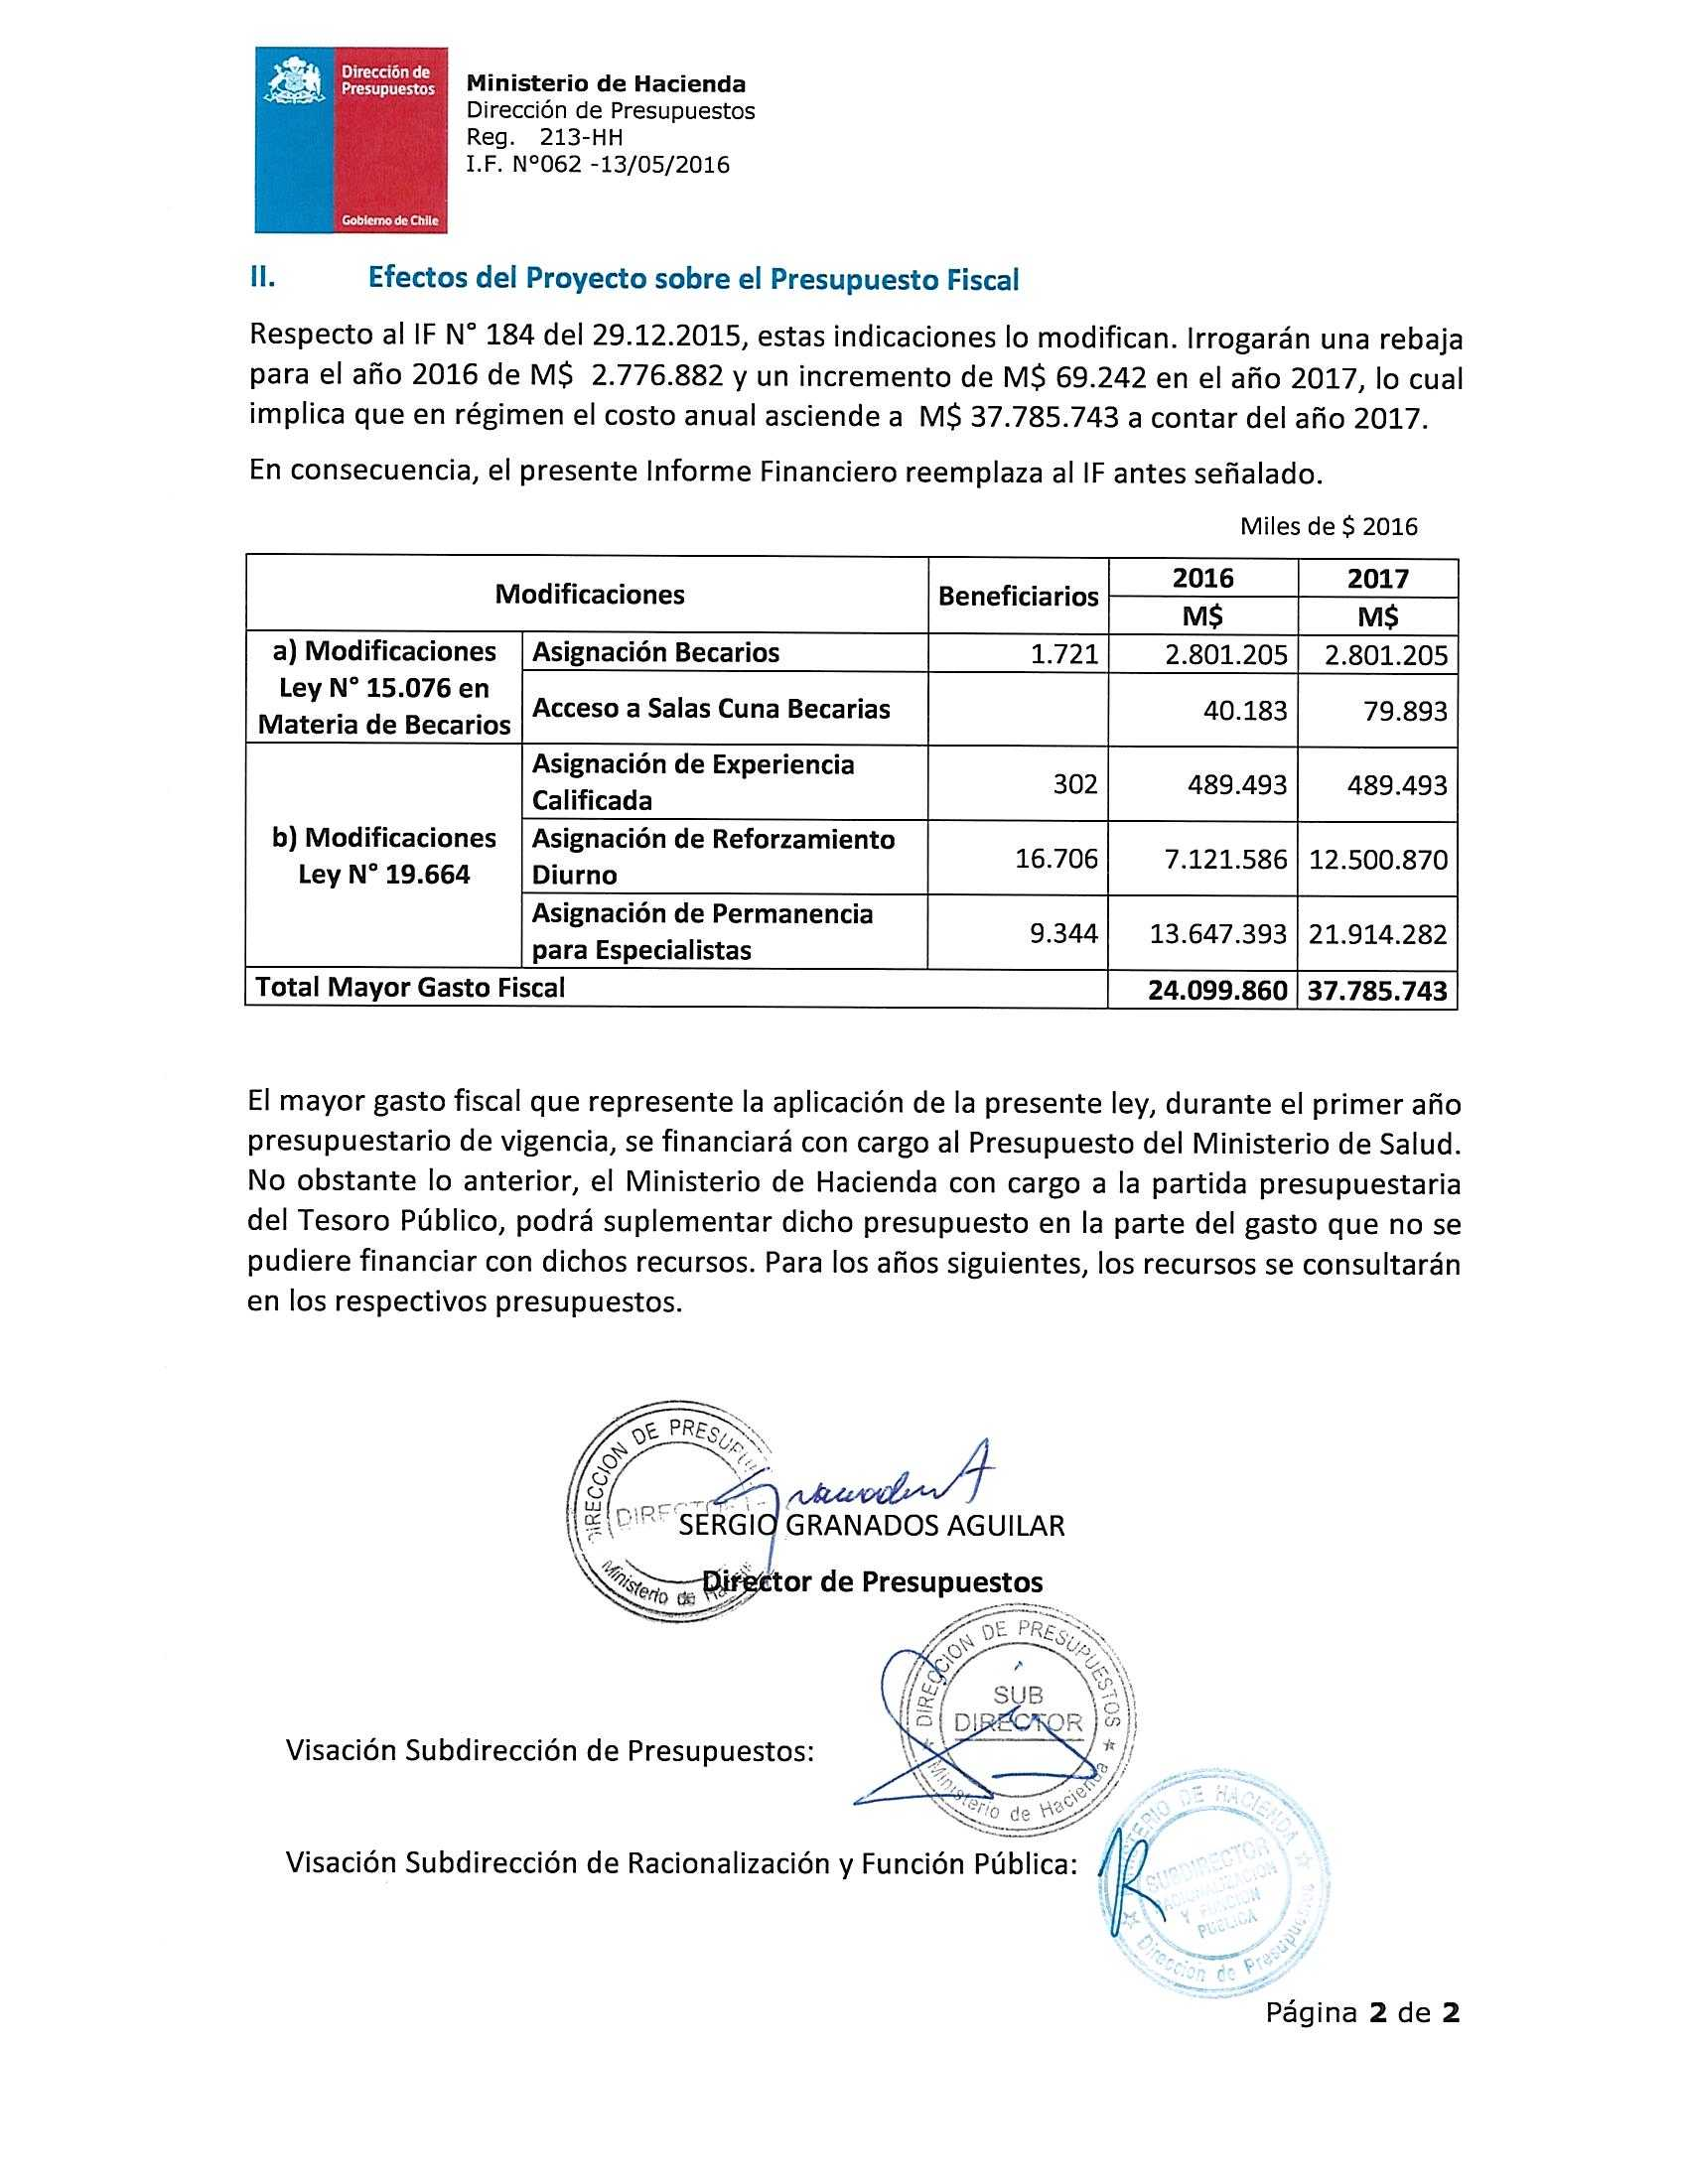 Dirección de
Presupuestos
Gobierno de Chile
Ministerio de Hacienda
Dirección de Presupuestos
Reg. 213-HH
I.F. N°062 -13/05/2016
II. Efectos del Proyecto sobre el Presupuesto Fiscal
Respecto al IF N° 184 del 29.12.2015, estas indicaciones lo modifican. Irrogarán una rebaja
para el año 2016 de M$ 2.776.882 y un incremento de M$ 69.242 en el año 2017, lo cual
implica que en régimen el costo anual asciende a M$ 37.785.743 a contar del año 2017.
En consecuencia, el presente Informe Financiero reemplaza al IF antes señalado.
Miles de $ 2016
Modificaciones Beneficiarios 2016 2017
M$ M$
a) Modificaciones
Ley N° 15.076 en
Materia de Becarios
Asignación Becarios 1.721 2.801.205 2.801.205
Acceso a Salas Cuna Becarias 40.183 79.893
b) Modificaciones
Ley N° 19.664
Asignación de Experiencia
Calificada 302 489.493 489.493
Asignación de Reforzamiento
Diurno 16.706 7.121.586 12.500.870
Asignación de Permanencia
para Especialistas 9.344 13.647.393 21.914.282
Total Mayor Gasto Fiscal 24.099.860 37.785.743
El mayor gasto fiscal que represente la aplicación de la presente ley, durante el primer año
presupuestario de vigencia, se financiará con cargo al Presupuesto del Ministerio de Salud.
No obstante lo anterior, el Ministerio de Hacienda con cargo a la partida presupuestaria
del Tesoro Público, podrá suplementar dicho presupuesto en la parte del gasto que no se
pudiere financiar con dichos recursos. Para los años siguientes, los recursos se consultarán
en los respectivos presupuestos.
DIRECCION DE
Ministerio de
SERGIO GRANADOS AGUILAR
Director de Presupuestos
DIRECCION DE PRESUPUESTOS
SUB
DIRECTOR
Ministerio de Hacienda
Visación Subdirección de Presupuestos:
Visación Subdirección de Racionalización y Función Pública:
DE HACIENDA
SUBDIRECTOR
Y FUNCION
PUBLICA
Direccion de Presupuestos
Página 2 de 2